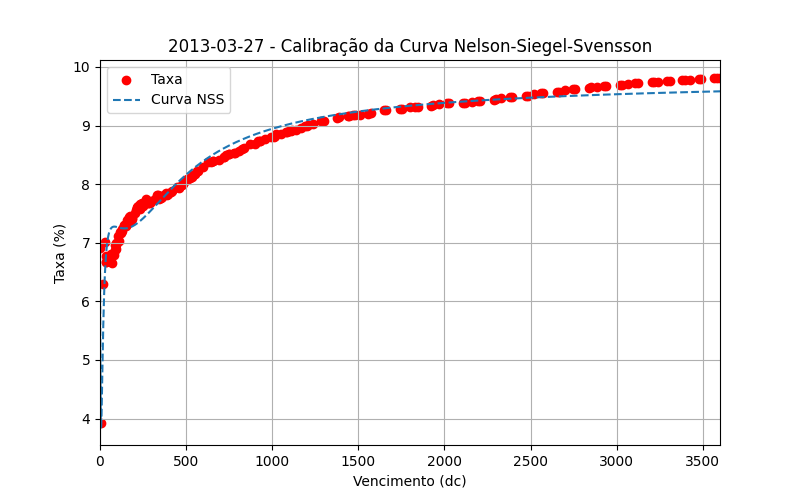 2013-03-27 - Calibração da Curva Nelson-Siegel-Svensson
Taxa
Curva NSS
Taxa (%)
10
9
8
7
6
5
4
0 500 1000 1500 2000 2500 3000 3500
Vencimento (dc)